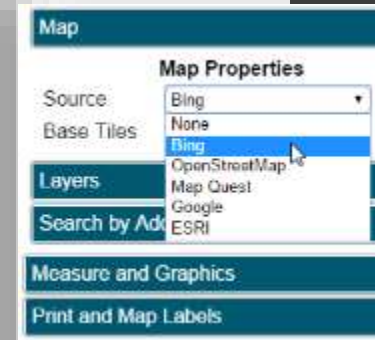 Map
Map Properties
Source Bing
Base Tiles
None
Bing
OpenStreetMap
Layers
Map Quest
Google
Search by Add
ESRI
Measure and Graphics
Print and Map Labels